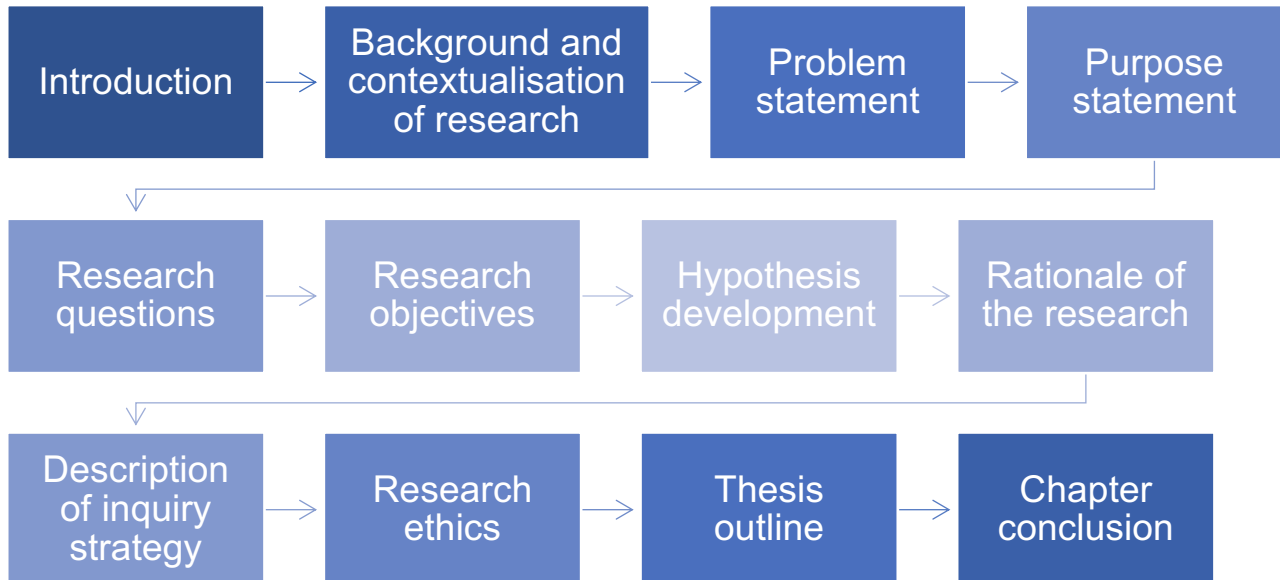 Introduction
Background and
contextualisation
of research
Problem
statement
Purpose
statement
Research
questions
Research
objectives
Hypothesis
development
Rationale of
the research
Description
of inquiry
strategy
Research
ethics
Thesis
outline
Chapter
conclusion